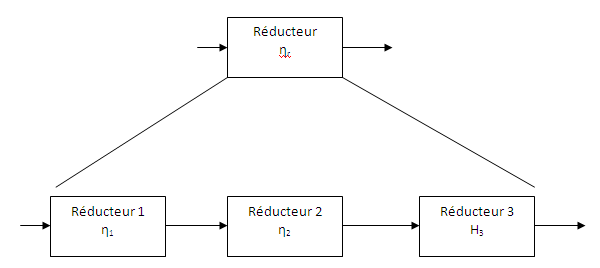 Réducteur
ηc
Réducteur 1
η1
Réducteur 2
η2
Réducteur 3
H3